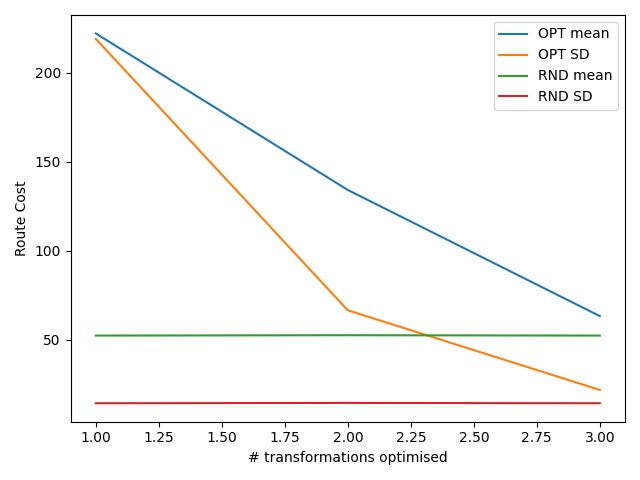 OPT mean
OPT SD
RND mean
RND SD
200
150
100
50
Route Cost
1.00 1.25 1.50 1.75 2.00 2.25 2.50 2.75 3.00
# transformations optimised